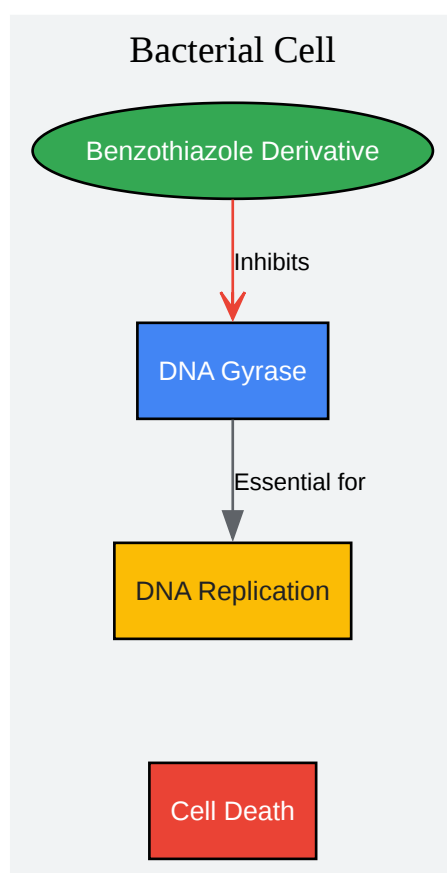 Bacterial Cell
Benzothiazole Derivative
Inhibits
DNA Gyrase
Essential for
DNA Replication
Cell Death